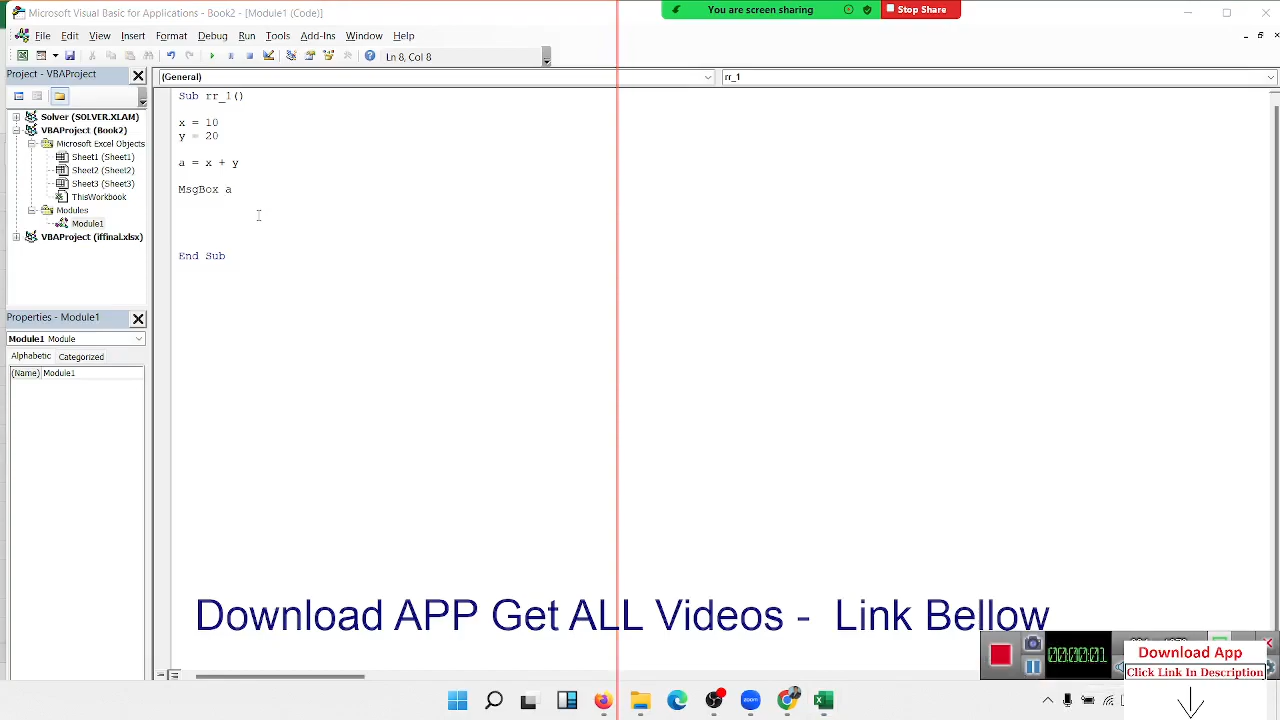 Microsoft Visual Basic for Applications - Book2 - [Module1 (Code)]
You are screen sharing
Stop Share
File Edit View Insert Format Debug Run Tools Add-Ins Window Help
Ln 8, Col 8
Project - VBAProject
(General)
rr_1
Solver (SOLVER.XLAM)
VBAProject (Book2)
Microsoft Excel Objects
Sheet1 (Sheet1)
Sheet2 (Sheet2)
Sheet3 (Sheet3)
ThisWorkbook
Modules
Module1
VBAProject (iffinal.xlsx)
Sub rr_1()
x = 10
y = 20
a = x + y
MsgBox a
End Sub
Properties - Module1
Module1 Module
Alphabetic Categorized
(Name) Module1
Download APP Get ALL Videos - Link Bellow
00:00:01
Download App
Click Link In Description
zoom